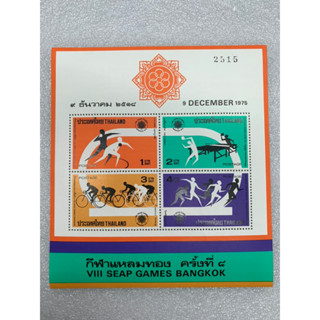 2515
๙ ธันวาคม ๒๕๑๘
9 DECEMBER 1975
ประเทศไทย THAILAND
1
ประเทศไทย THAILAND
2
3
ประเทศไทย THAILAND
4
ประเทศไทย THAILAND
กีฬาแหลมทอง ครั้งที่ ๘
VIII SEAP GAMES BANGKOK